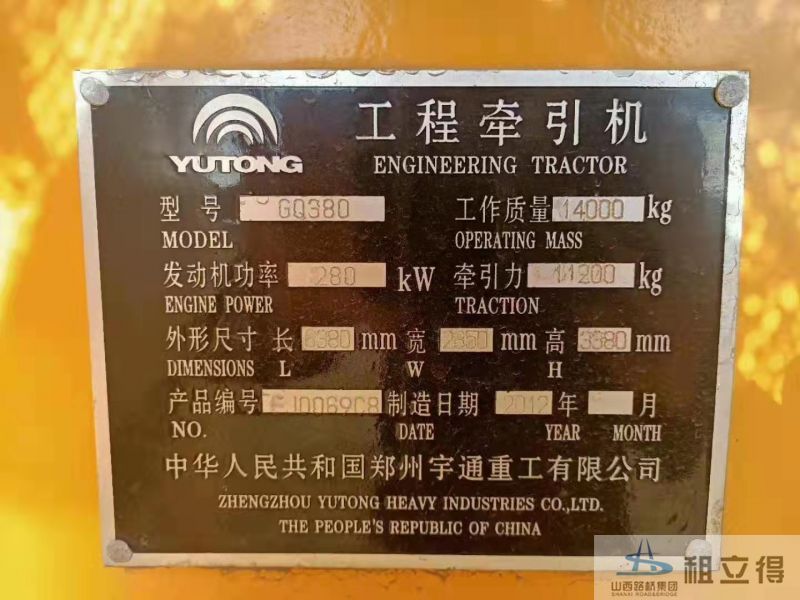 工程牵引机
YUTONG
ENGINEERING TRACTOR
型号 GQ380 工作质量 14000 kg
MODEL OPERATING MASS
发动机功率 280 kW 牵引力 11200 kg
ENGINE POWER TRACTION
外形尺寸 长 6380 mm 宽 2850 mm 高 3380 mm
DIMENSIONS L W H
产品编号 制造日期 2012 年 月
NO. DATE YEAR MONTH
中华人民共和国郑州宇通重工有限公司
ZHENGZHOU YUTONG HEAVY INDUSTRIES CO.,LTD.
THE PEOPLE'S REPUBLIC OF CHINA
山西路桥集团 租立得
SHANXI ROAD&BRIDGE